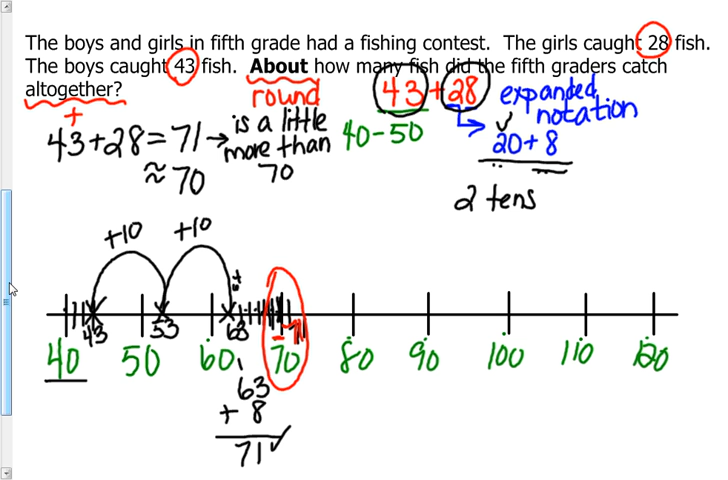 The boys and girls in fifth grade had a fishing contest.  The girls caught 28 fish.
The boys caught 43 fish.  About how many fish did the fifth graders catch
altogether?
+
round
43 + 28
expanded
notation
43 + 28 = 71 → is a little
more than
70
≈ 70
40 - 50
20 + 8
2 tens
+10 +10
43 53 63 71
40 50 60 70 80 90 100 110 120
63
+ 8
71 ✓